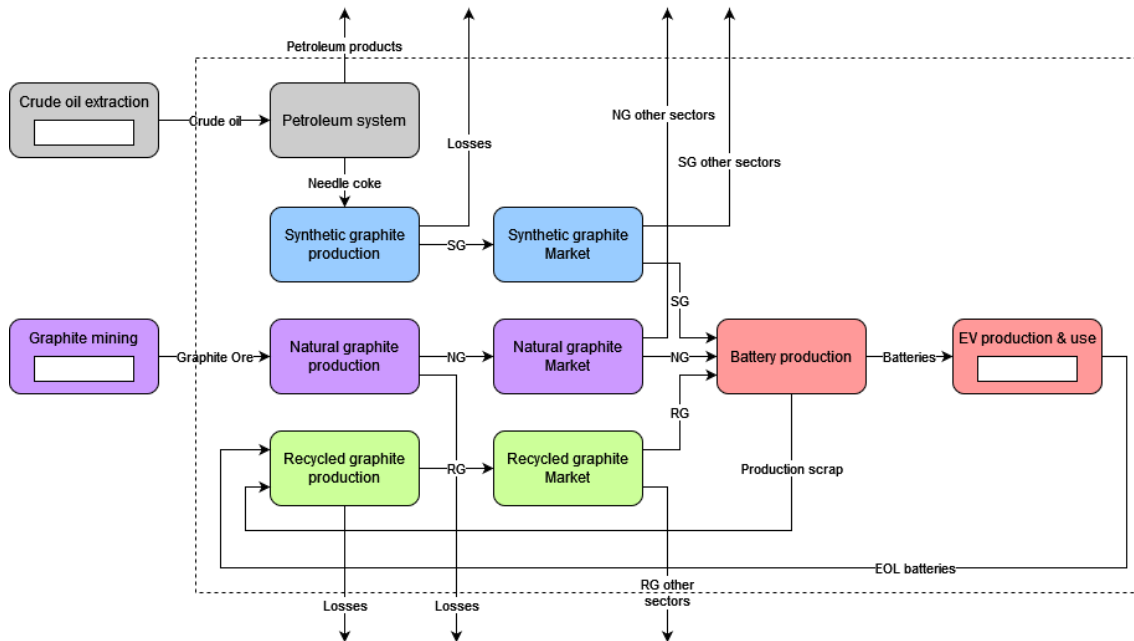 Petroleum products
Crude oil extraction
Crude oil
Petroleum system
Losses
NG other sectors
SG other sectors
Needle coke
Synthetic graphite
production
SG
Synthetic graphite
Market
SG
Graphite mining
Graphite Ore
Natural graphite
production
NG
Natural graphite
Market
NG
Battery production
Batteries
EV production & use
RG
Recycled graphite
production
RG
Recycled graphite
Market
Production scrap
EOL batteries
Losses
Losses
RG other
sectors